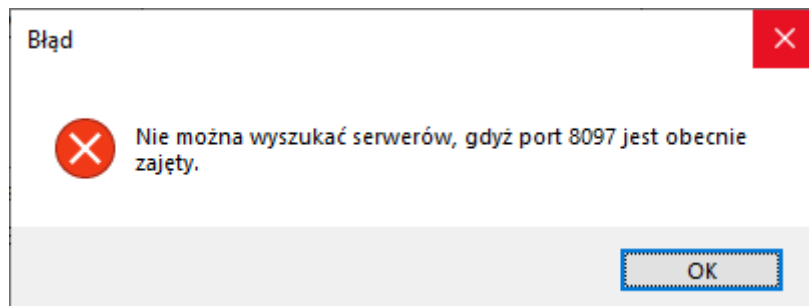 Błąd
Nie można wyszukać serwerów, gdyż port 8097 jest obecnie
zajęty.
OK